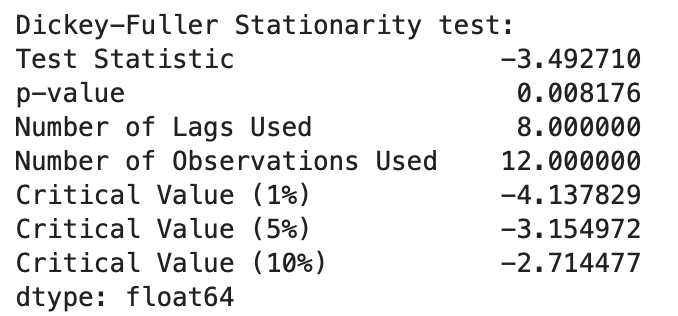 Dickey-Fuller Stationarity test:
Test Statistic -3.492710
p-value 0.008176
Number of Lags Used 8.000000
Number of Observations Used 12.000000
Critical Value (1%) -4.137829
Critical Value (5%) -3.154972
Critical Value (10%) -2.714477
dtype: float64